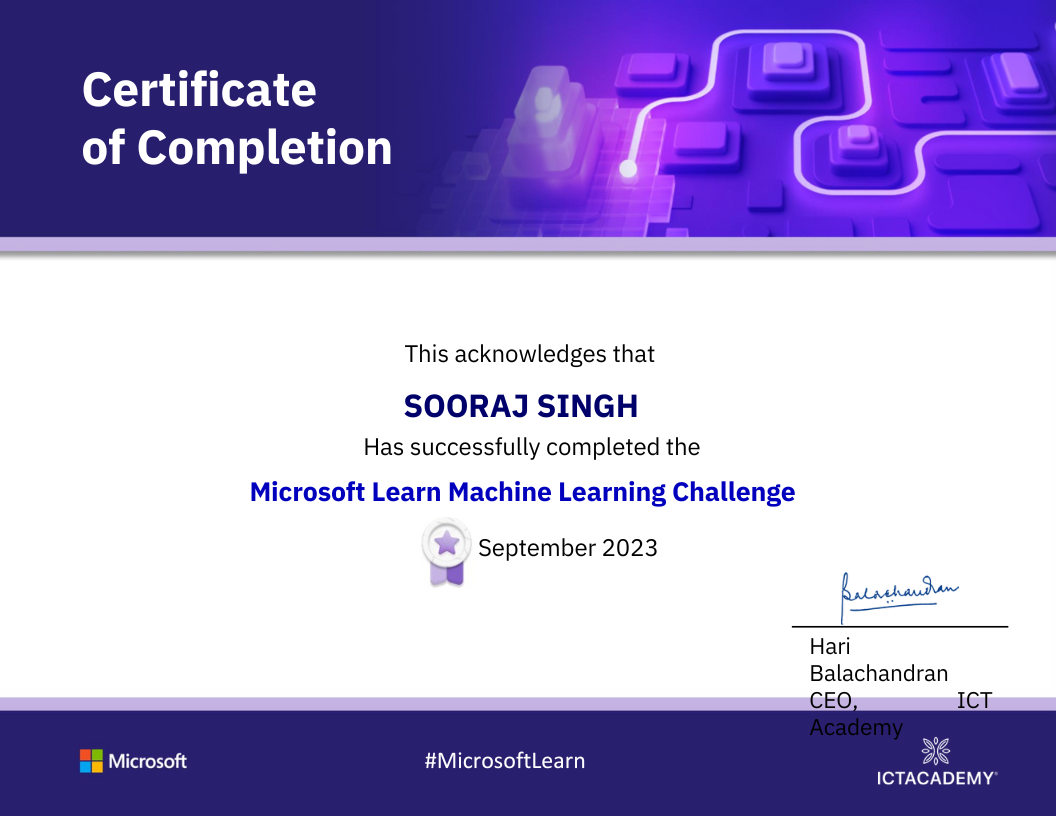 Certificate
of Completion
This acknowledges that
SOORAJ SINGH
Has successfully completed the
Microsoft Learn Machine Learning Challenge
September 2023
Balachandran
Hari
Balachandran
CEO, ICT
Academy
Microsoft
#MicrosoftLearn
ICTACADEMY®